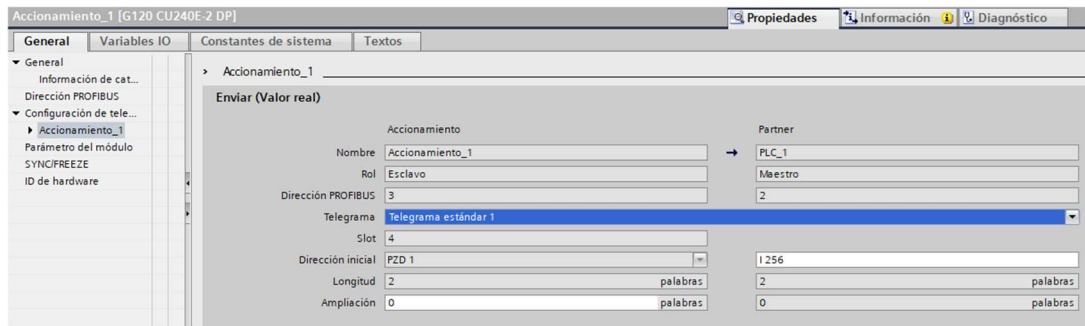 Accionamiento_1 [G120 CU240E-2 DP]
Propiedades Información Diagnóstico
General Variables IO Constantes de sistema Textos
General
Información de cat...
Dirección PROFIBUS
Configuración de tele...
Accionamiento_1
Parámetro del módulo
SYNC/FREEZE
ID de hardware
Accionamiento_1
Enviar (Valor real)
Accionamiento Partner
Nombre Accionamiento_1 → PLC_1
Rol Esclavo Maestro
Dirección PROFIBUS 3 2
Telegrama Telegrama estándar 1
Slot 4
Dirección inicial PZD 1 I 256
Longitud 2 palabras 2 palabras
Ampliación 0 palabras 0 palabras